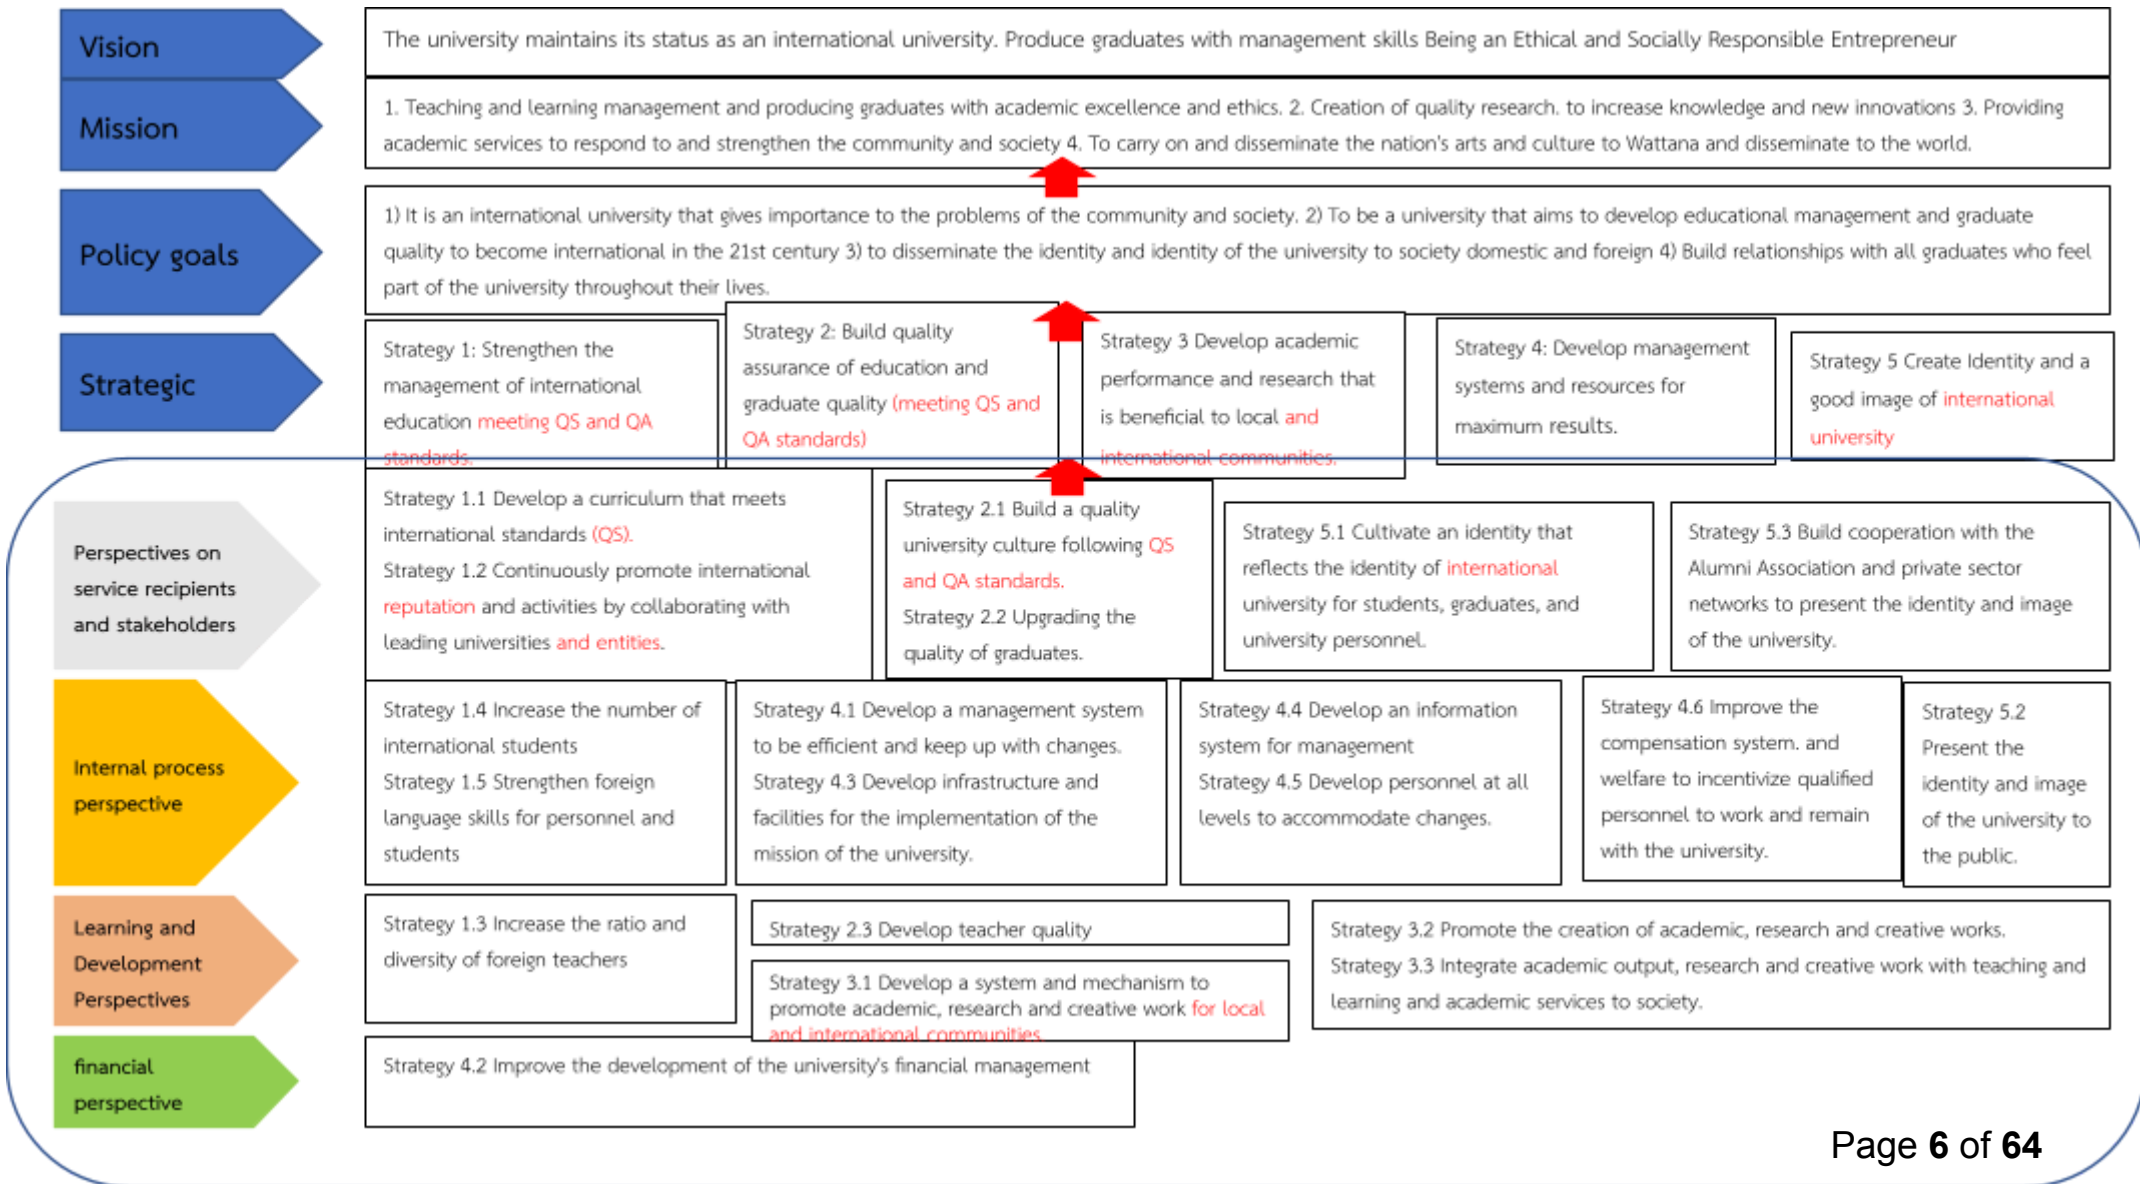 Vision
The university maintains its status as an international university. Produce graduates with management skills Being an Ethical and Socially Responsible Entrepreneur
Mission
1. Teaching and learning management and producing graduates with academic excellence and ethics. 2. Creation of quality research. to increase knowledge and new innovations 3. Providing
academic services to respond to and strengthen the community and society 4. To carry on and disseminate the nation's arts and culture to Wattana and disseminate to the world.
Policy goals
1) It is an international university that gives importance to the problems of the community and society. 2) To be a university that aims to develop educational management and graduate
quality to become international in the 21st century 3) to disseminate the identity and identity of the university to society domestic and foreign 4) Build relationships with all graduates who feel
part of the university throughout their lives.
Strategic
Strategy 1: Strengthen the
management of international
education meeting QS and QA
standards.
Strategy 2: Build quality
assurance of education and
graduate quality (meeting QS and
QA standards)
Strategy 3 Develop academic
performance and research that
is beneficial to local and
international communities.
Strategy 4: Develop management
systems and resources for
maximum results.
Strategy 5 Create Identity and a
good image of international
university
Perspectives on
service recipients
and stakeholders
Strategy 1.1 Develop a curriculum that meets
international standards (QS).
Strategy 1.2 Continuously promote international
reputation and activities by collaborating with
leading universities and entities.
Strategy 2.1 Build a quality
university culture following QS
and QA standards.
Strategy 2.2 Upgrading the
quality of graduates.
Strategy 5.1 Cultivate an identity that
reflects the identity of international
university for students, graduates, and
university personnel.
Strategy 5.3 Build cooperation with the
Alumni Association and private sector
networks to present the identity and image
of the university.
Internal process
perspective
Strategy 1.4 Increase the number of
international students
Strategy 1.5 Strengthen foreign
language skills for personnel and
students
Strategy 4.1 Develop a management system
to be efficient and keep up with changes.
Strategy 4.3 Develop infrastructure and
facilities for the implementation of the
mission of the university.
Strategy 4.4 Develop an information
system for management
Strategy 4.5 Develop personnel at all
levels to accommodate changes.
Strategy 4.6 Improve the
compensation system. and
welfare to incentivize qualified
personnel to work and remain
with the university.
Strategy 5.2
Present the
identity and image
of the university to
the public.
Learning and
Development
Perspectives
Strategy 1.3 Increase the ratio and
diversity of foreign teachers
Strategy 2.3 Develop teacher quality
Strategy 3.1 Develop a system and mechanism to
promote academic, research and creative work for local
and international communities.
Strategy 3.2 Promote the creation of academic, research and creative works.
Strategy 3.3 Integrate academic output, research and creative work with teaching and
learning and academic services to society.
financial
perspective
Strategy 4.2 Improve the development of the university's financial management
Page 6 of 64